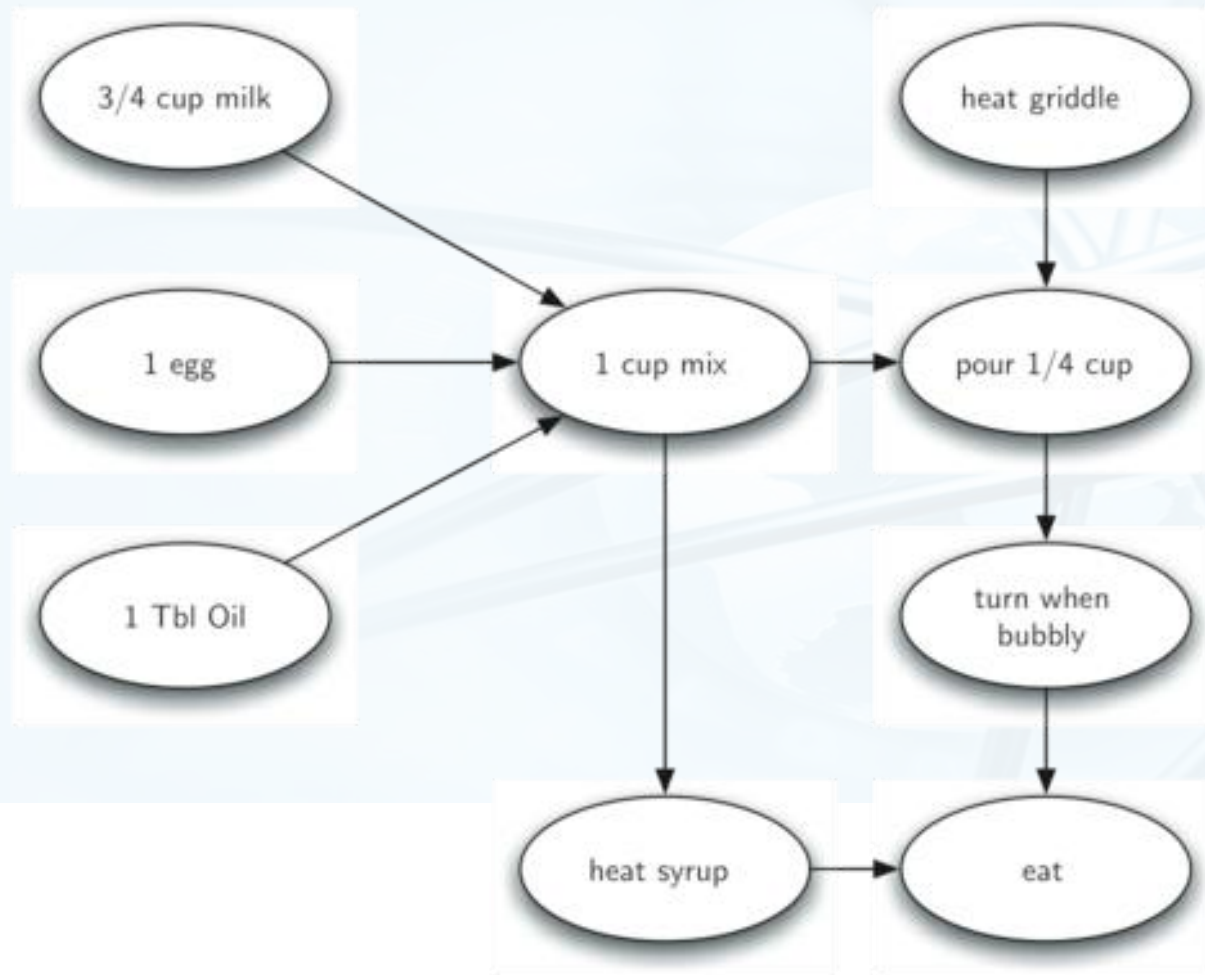 3/4 cup milk
heat griddle
1 egg
1 cup mix
pour 1/4 cup
1 Tbl Oil
turn when
bubbly
heat syrup
eat